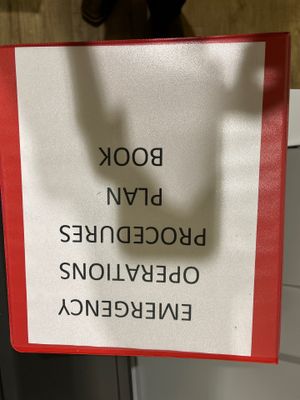 EMERGENCY
OPERATIONS
PROCEDURES
PLAN
BOOK